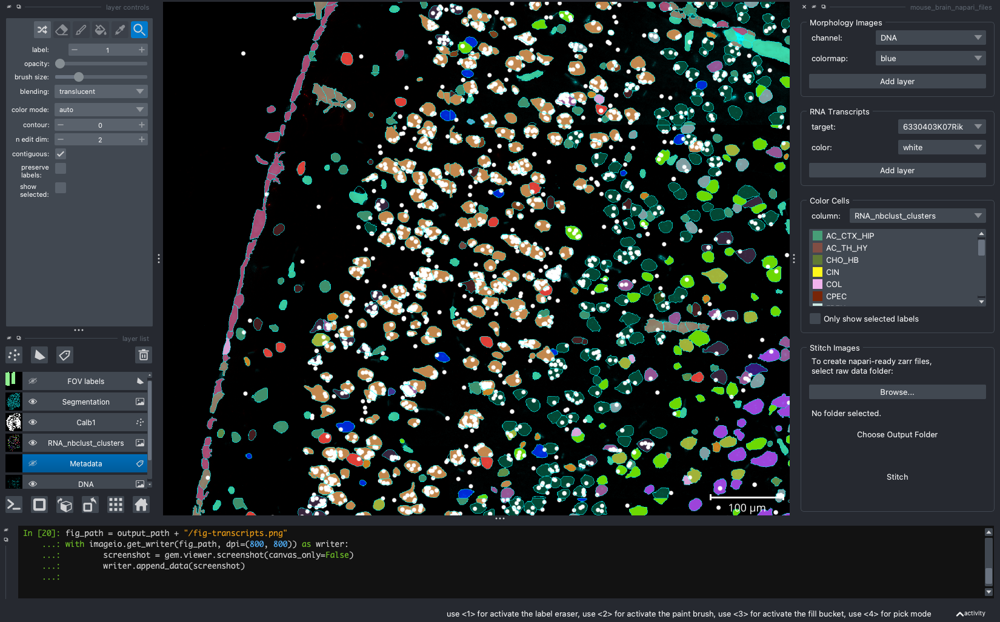 layer controls
label:
1
opacity:
brush size:
blending:
translucent
color mode:
auto
contour:
0
n edit dim:
2
contiguous:
preserve
labels:
show
selected:
layer list
FOV labels
Segmentation
Calb1
RNA_nbclust_clusters
Metadata
DNA
100 µm
mouse_brain_napari_files
Morphology Images
channel:
DNA
colormap:
blue
Add layer
RNA Transcripts
target:
6330403K07Rik
color:
white
Add layer
Color Cells
column:
RNA_nbclust_clusters
AC_CTX_HIP
AC_TH_HY
CHO_HB
CIN
COL
CPEC
Only show selected labels
Stitch Images
To create napari-ready zarr files,
select raw data folder:
Browse...
No folder selected.
Choose Output Folder
Stitch
In [20]: fig_path = output_path + "/fig-transcripts.png"
...: with imageio.get_writer(fig_path, dpi=(800, 800)) as writer:
...: screenshot = gem.viewer.screenshot(canvas_only=False)
...: writer.append_data(screenshot)
...:
use <1> for activate the label eraser, use <2> for activate the paint brush, use <3> for activate the fill bucket, use <4> for pick mode
activity